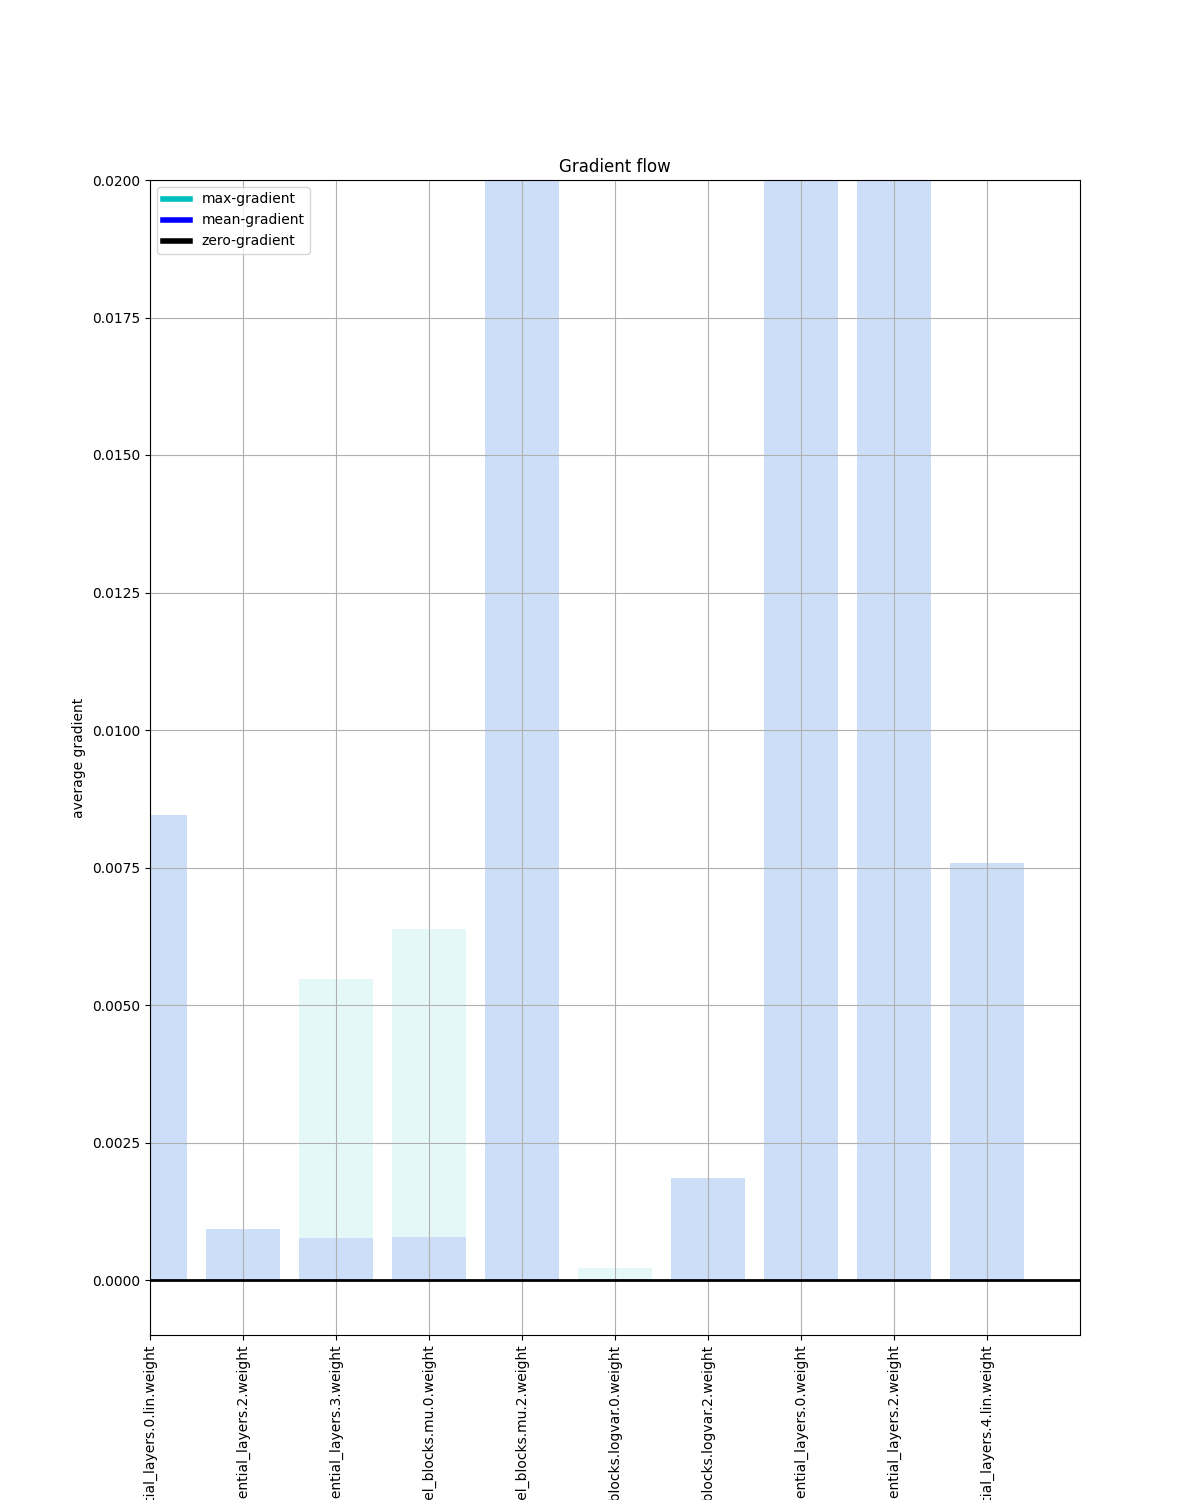 Gradient flow
max-gradient
mean-gradient
zero-gradient
0.0200
0.0175
0.0150
0.0125
0.0100
0.0075
0.0050
0.0025
0.0000
average gradient
tial_layers.0.lin.weight
ential_layers.2.weight
ential_layers.3.weight
el_blocks.mu.0.weight
el_blocks.mu.2.weight
blocks.logvar.0.weight
blocks.logvar.2.weight
ential_layers.0.weight
ential_layers.2.weight
tial_layers.4.lin.weight